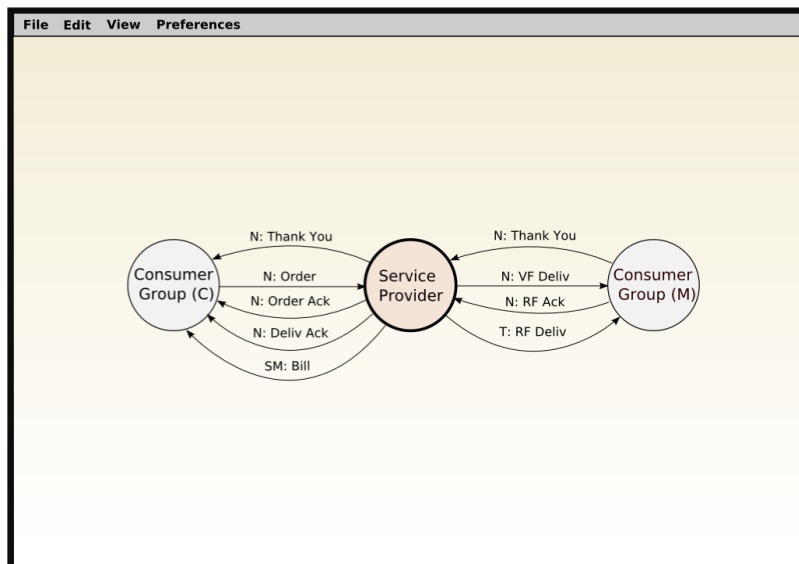 File Edit View Preferences
N: Thank You
N: Thank You
Consumer
Group (C)
N: Order
N: Order Ack
N: Deliv Ack
SM: Bill
Service
Provider
N: VF Deliv
N: RF Ack
T: RF Deliv
Consumer
Group (M)